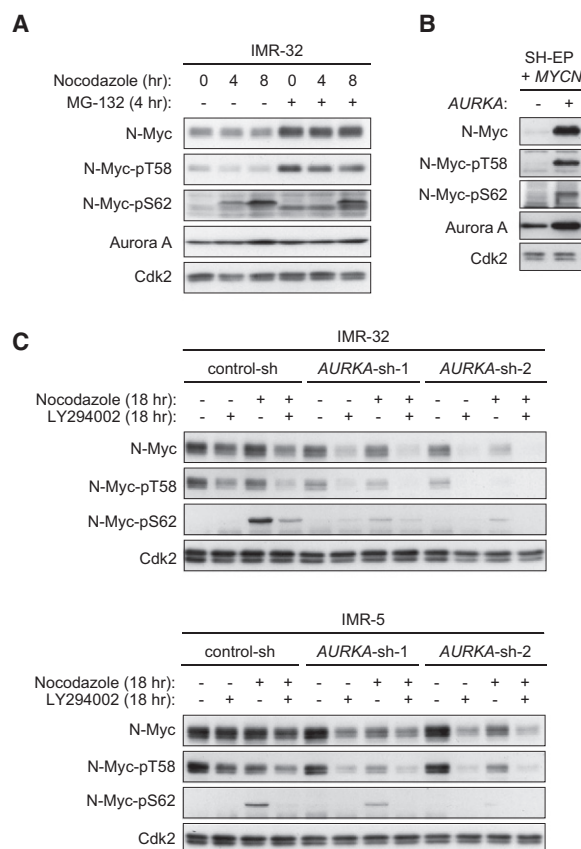 A
IMR-32
Nocodazole (hr): 0 4 8 0 4 8
MG-132 (4 hr): - - - + + +
N-Myc
N-Myc-pT58
N-Myc-pS62
Aurora A
Cdk2
B
SH-EP
+ MYCN
AURKA: - +
N-Myc
N-Myc-pT58
N-Myc-pS62
Aurora A
Cdk2
C
IMR-32
control-sh AURKA-sh-1 AURKA-sh-2
Nocodazole (18 hr): - - + + - - + + - - + +
LY294002 (18 hr): - + - + - + - + - + - +
N-Myc
N-Myc-pT58
N-Myc-pS62
Cdk2
IMR-5
control-sh AURKA-sh-1 AURKA-sh-2
Nocodazole (18 hr): - - + + - - + + - - + +
LY294002 (18 hr): - + - + - + - + - + - +
N-Myc
N-Myc-pT58
N-Myc-pS62
Cdk2